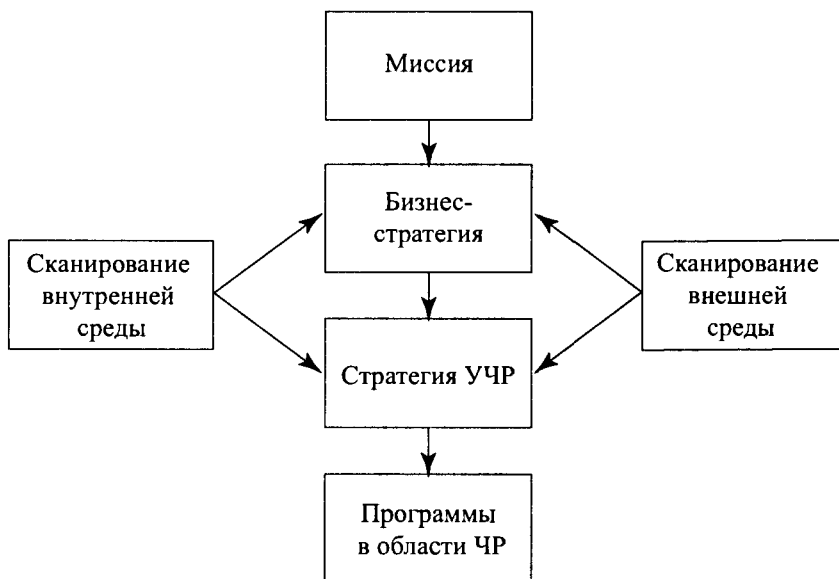 Миссия
Бизнес-
стратегия
Сканирование
внутренней
среды
Сканирование
внешней
среды
Стратегия УЧР
Программы
в области ЧР